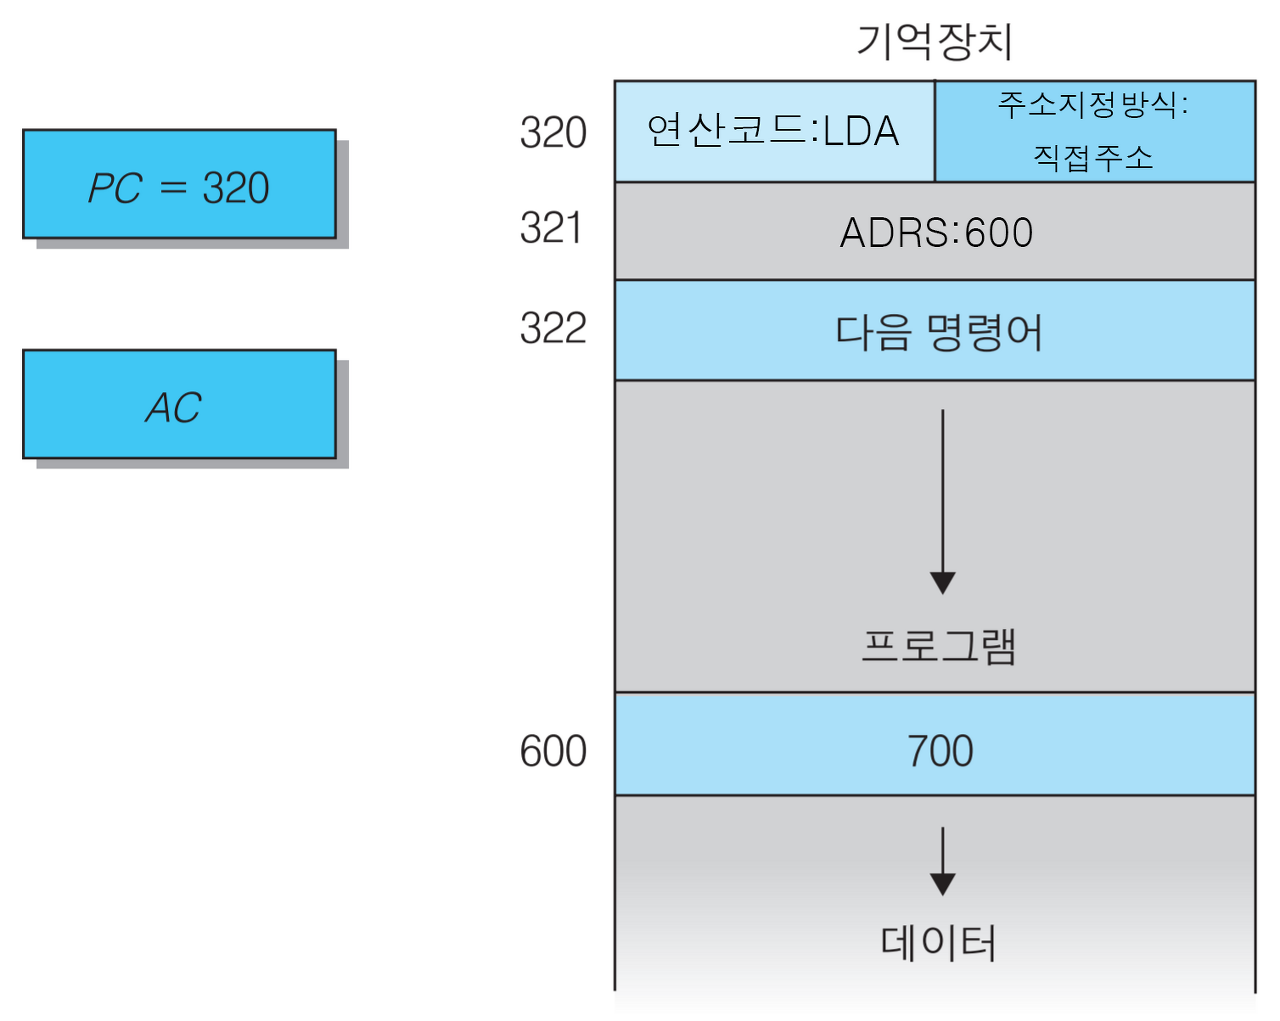 기억장치
PC = 320
AC
320
연산코드:LDA
주소지정방식:
직접주소
321
ADRS:600
322
다음 명령어
프로그램
600
700
데이터